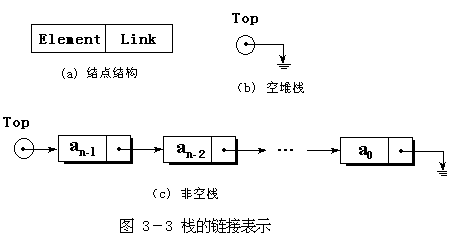 Element Link
(a) 结点结构
Top
(b) 空堆栈
Top
an-1 an-2 … a0
(c) 非空栈
图 3－3 栈的链接表示